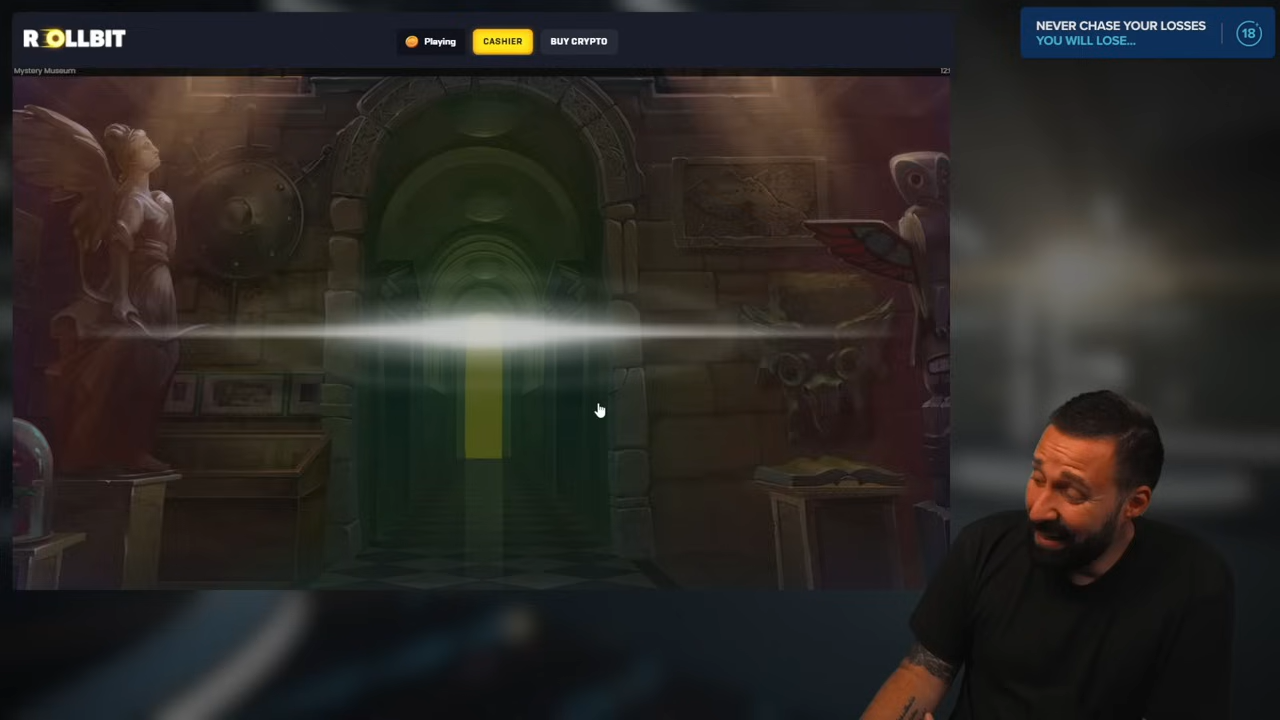 ROLLBIT
Playing
CASHIER
BUY CRYPTO
NEVER CHASE YOUR LOSSES
YOU WILL LOSE...
18+
Mystery Museum